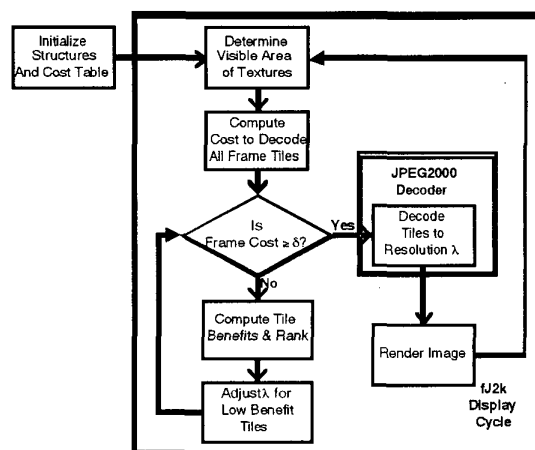 Initialize
Structures
And Cost Table
Determine
Visible Area
of Textures
Compute
Cost to Decode
All Frame Tiles
JPEG2000
Decoder
Is
Frame Cost ≥ δ?
Yes
Decode
Tiles to
Resolution λ
No
Compute Tile
Benefits & Rank
Render Image
Adjust λ for
Low Benefit
Tiles
fJ2k
Display
Cycle